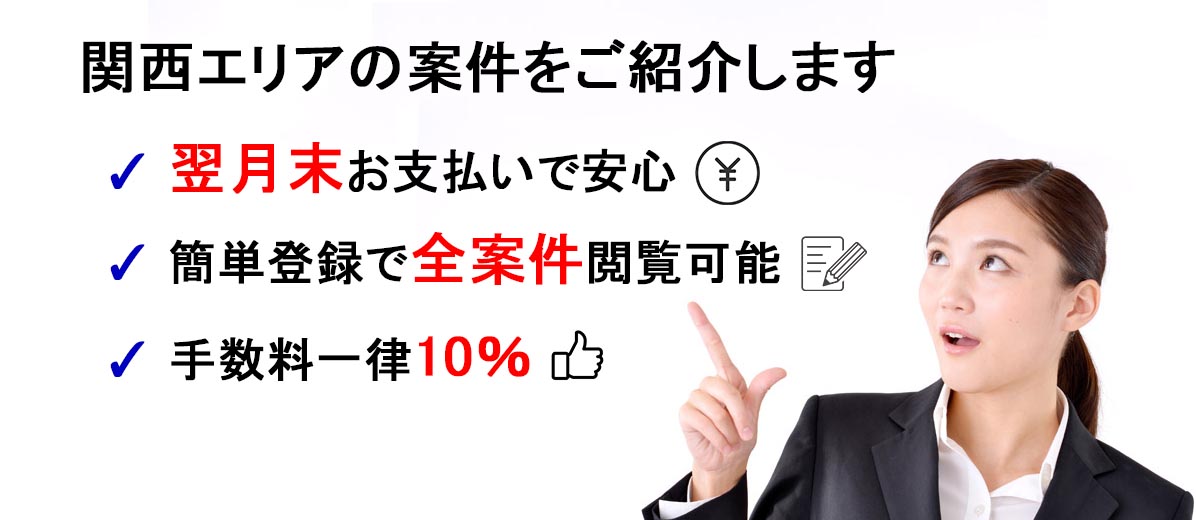 関西エリアの案件をご紹介します
✓ 翌月末お支払いで安心 ¥
✓ 簡単登録で全案件閲覧可能
✓ 手数料一律10%